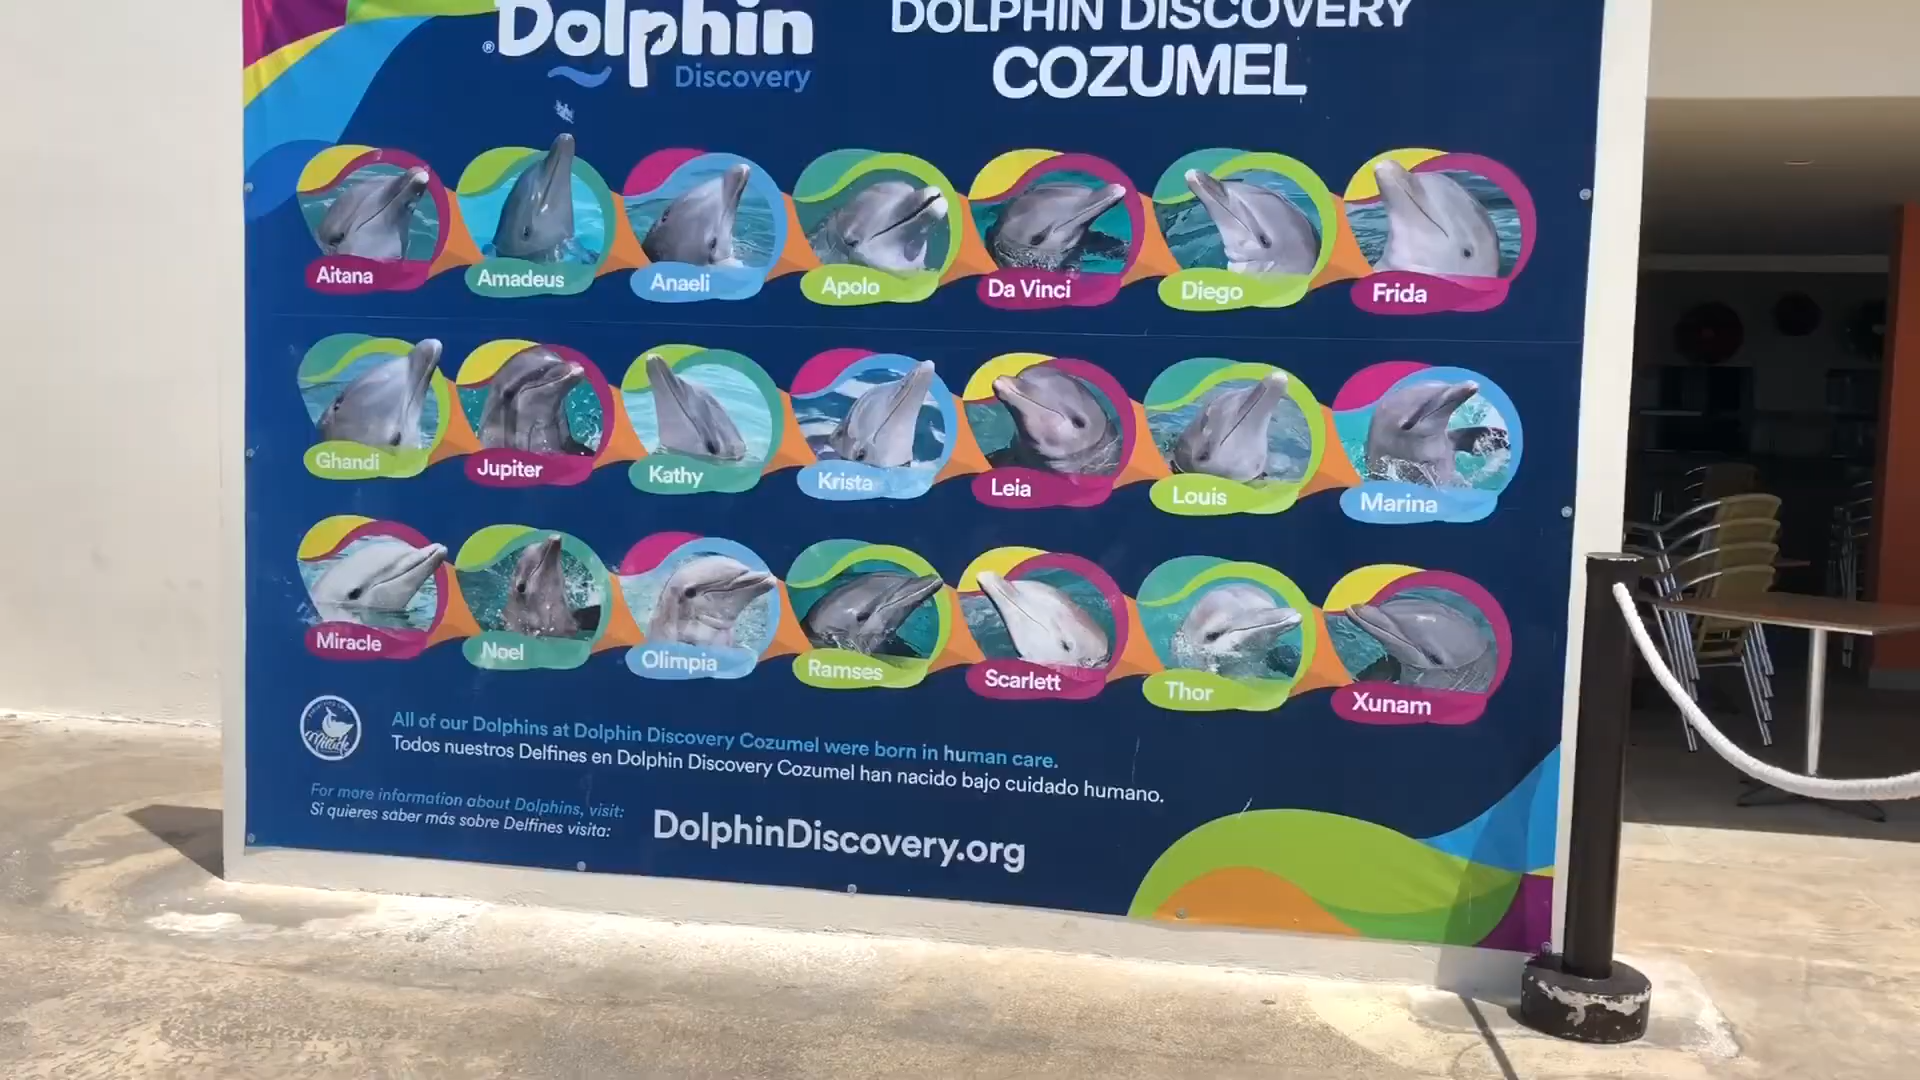 Dolphin
Discovery
®
DOLPHIN DISCOVERY
COZUMEL
Aitana
Amadeus
Anaeli
Apolo
Da Vinci
Diego
Frida
Ghandi
Jupiter
Kathy
Krista
Leia
Louis
Marina
Miracle
Noel
Olimpia
Ramses
Scarlett
Thor
Xunam
All of our Dolphins at Dolphin Discovery Cozumel were born in human care.
Todos nuestros Delfines en Dolphin Discovery Cozumel han nacido bajo cuidado humano.
For more information about Dolphins, visit:
Si quieres saber más sobre Delfines visita:
DolphinDiscovery.org